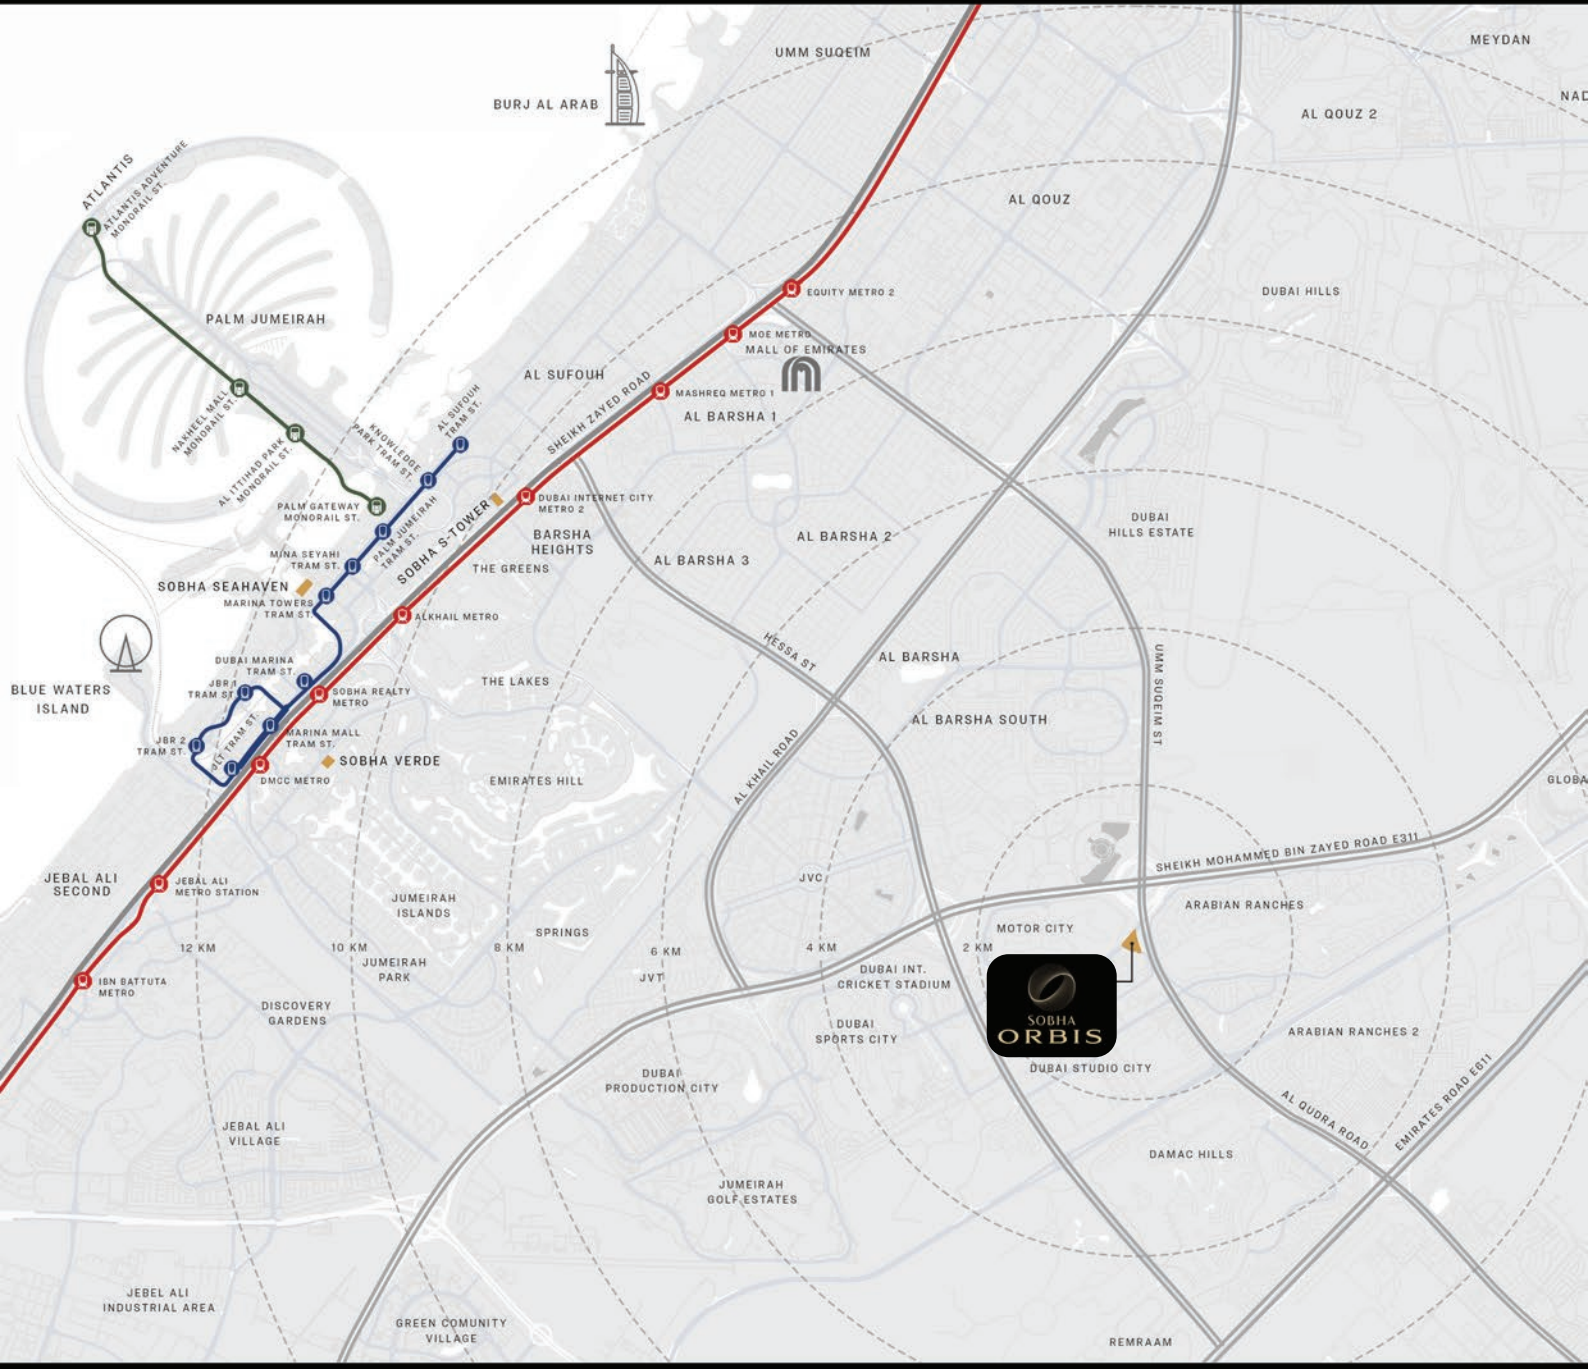 UMM SUQEIM
MEYDAN
BURJ AL ARAB
AL QOUZ 2
NAD
ATLANTIS
ATLANTIS ADVENTURE
MONORAIL ST.
AL QOUZ
EQUITY METRO 2
DUBAI HILLS
PALM JUMEIRAH
MOE METRO
MALL OF EMIRATES
AL SUFOUH
SHEIKH ZAYED ROAD
MASHREQ METRO 1
AL BARSHA 1
NAKHEEL MALL
MONORAIL ST.
AL ITTIHAD PARK
MONORAIL ST.
KNOWLEDGE
PARK TRAM ST.
AL SUFOUH
TRAM ST.
PALM GATEWAY
MONORAIL ST.
PALM JUMEIRAH
TRAM ST.
SOBHA S-TOWER
DUBAI INTERNET CITY
METRO 2
BARSHA
HEIGHTS
AL BARSHA 2
DUBAI
HILLS ESTATE
MINA SEYAHI
TRAM ST.
THE GREENS
AL BARSHA 3
SOBHA SEAHAVEN
MARINA TOWERS
TRAM ST.
ALKHAIL METRO
HESSA ST
AL BARSHA
UMM SUQEIM ST
DUBAI MARINA
TRAM ST.
JBR 1
TRAM ST
SOBHA REALTY
METRO
THE LAKES
BLUE WATERS
ISLAND
AL BARSHA SOUTH
JBR 2
TRAM ST.
JLT TRAM ST.
MARINA MALL
TRAM ST.
SOBHA VERDE
DMCC METRO
EMIRATES HILL
AL KHAIL ROAD
GLOBA
SHEIKH MOHAMMED BIN ZAYED ROAD E311
JEBAL ALI
SECOND
JEBAL ALI
METRO STATION
JVC
JUMEIRAH
ISLANDS
ARABIAN RANCHES
SPRINGS
MOTOR CITY
12 KM
10 KM
8 KM
6 KM
4 KM
2 KM
JUMEIRAH
PARK
JVT
DUBAI INT.
CRICKET STADIUM
IBN BATTUTA
METRO
DISCOVERY
GARDENS
SOBHA
ORBIS
DUBAI
SPORTS CITY
ARABIAN RANCHES 2
DUBAI STUDIO CITY
DUBAI
PRODUCTION CITY
AL QUDRA ROAD
EMIRATES ROAD E611
JEBAL ALI
VILLAGE
DAMAC HILLS
JUMEIRAH
GOLF ESTATES
JEBEL ALI
INDUSTRIAL AREA
GREEN COMUNITY
VILLAGE
REMRAAM